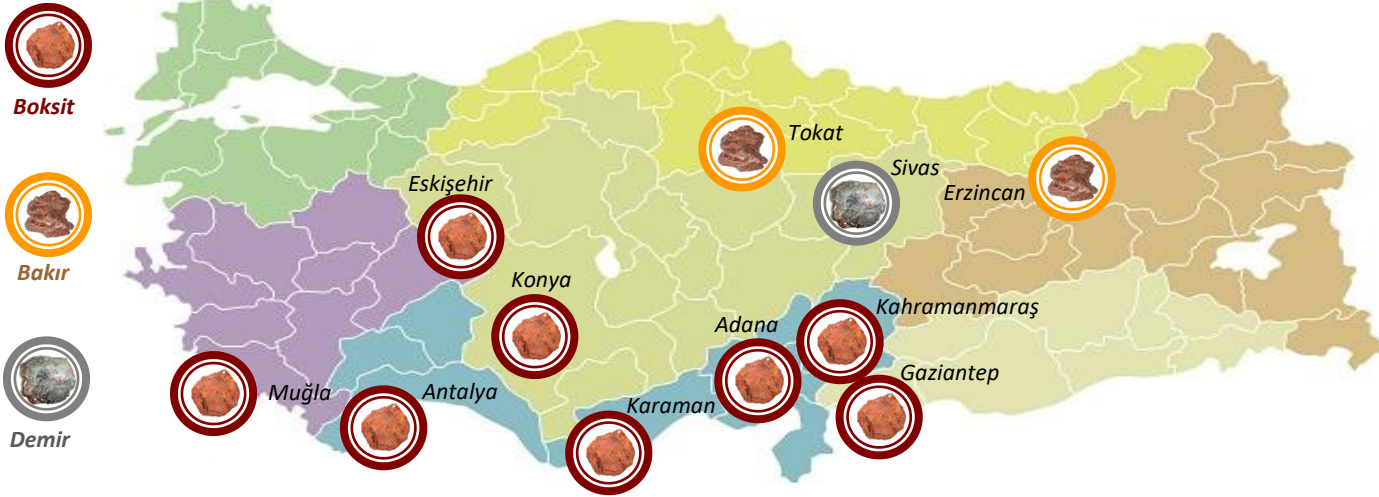 Boksit
Bakır
Demir
Tokat
Sivas
Eskişehir
Erzincan
Konya
Kahramanmaraş
Adana
Gaziantep
Muğla
Antalya
Karaman